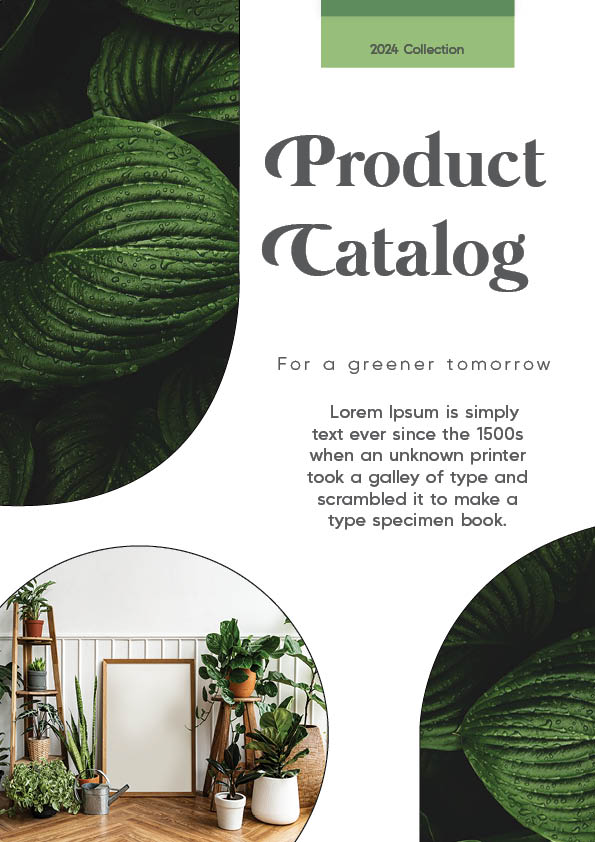 2024 Collection
Product
Catalog
For a greener tomorrow
Lorem Ipsum is simply
text ever since the 1500s
when an unknown printer
took a galley of type and
scrambled it to make a
type specimen book.